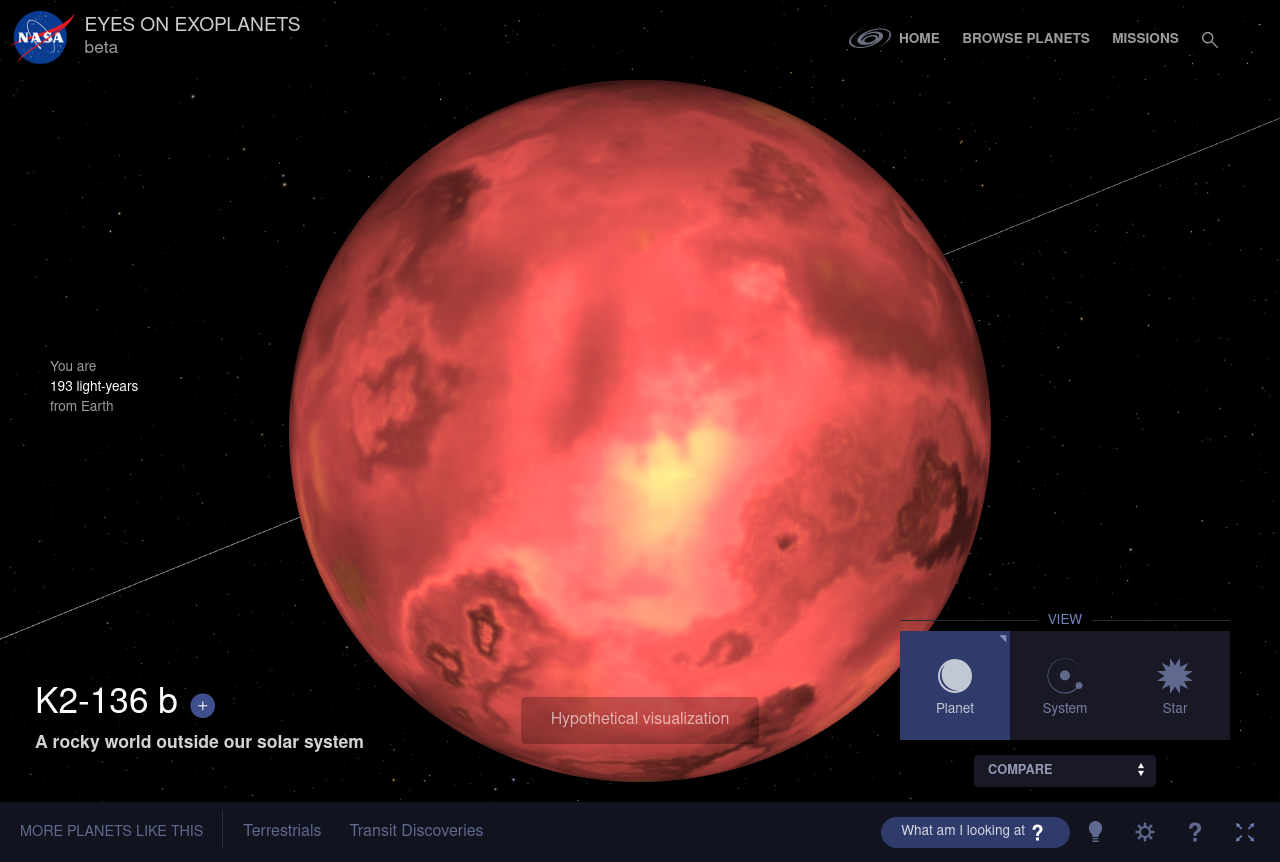 NASA
EYES ON EXOPLANETS
beta
HOME
BROWSE PLANETS
MISSIONS
You are
193 light-years
from Earth
VIEW
Planet
System
Star
K2-136 b +
A rocky world outside our solar system
Hypothetical visualization
COMPARE
MORE PLANETS LIKE THIS
Terrestrials
Transit Discoveries
What am I looking at ?
?